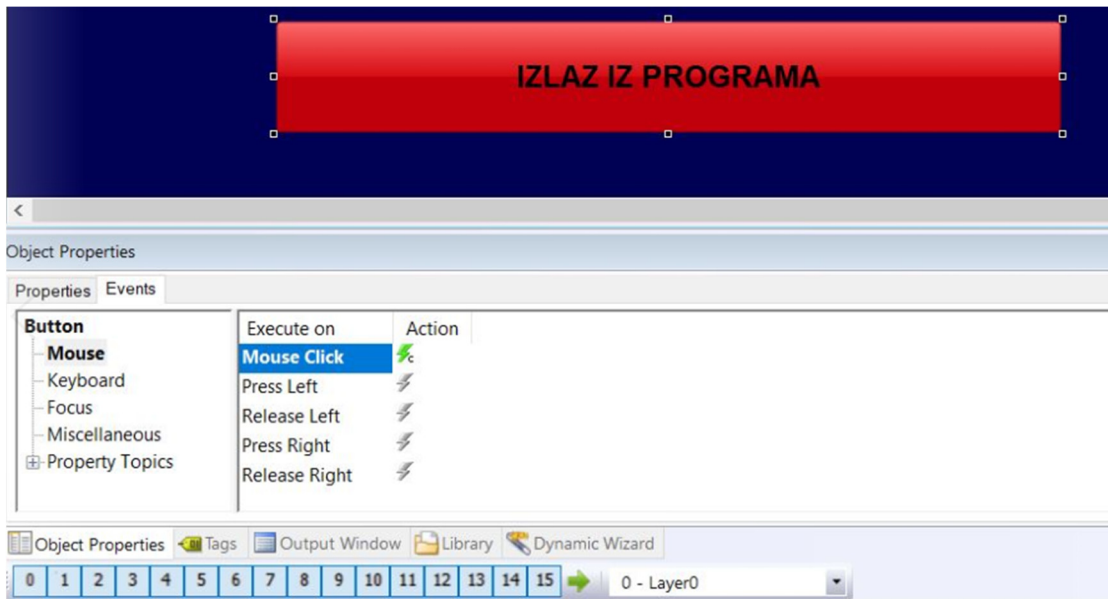 IZLAZ IZ PROGRAMA
Object Properties
Properties Events
Button
Mouse
Keyboard
Focus
Miscellaneous
Property Topics
Execute on Action
Mouse Click
Press Left
Release Left
Press Right
Release Right
Object Properties Tags Output Window Library Dynamic Wizard
0 1 2 3 4 5 6 7 8 9 10 11 12 13 14 15 0 - Layer0